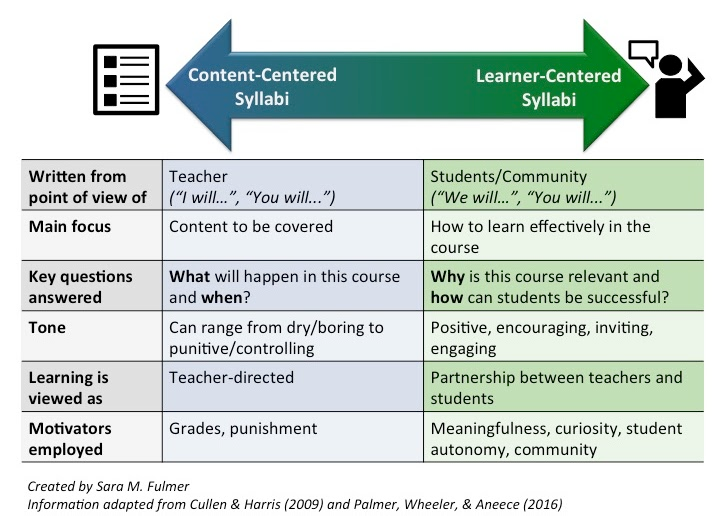 Content-Centered
Syllabi
Learner-Centered
Syllabi
Written from
point of view of
Teacher
(“I will…”, “You will...”)
Students/Community
(“We will…”, “You will...”)
Main focus
Content to be covered
How to learn effectively in the
course
Key questions
answered
What will happen in this course
and when?
Why is this course relevant and
how can students be successful?
Tone
Can range from dry/boring to
punitive/controlling
Positive, encouraging, inviting,
engaging
Learning is
viewed as
Teacher-directed
Partnership between teachers and
students
Motivators
employed
Grades, punishment
Meaningfulness, curiosity, student
autonomy, community
Created by Sara M. Fulmer
Information adapted from Cullen & Harris (2009) and Palmer, Wheeler, & Aneece (2016)